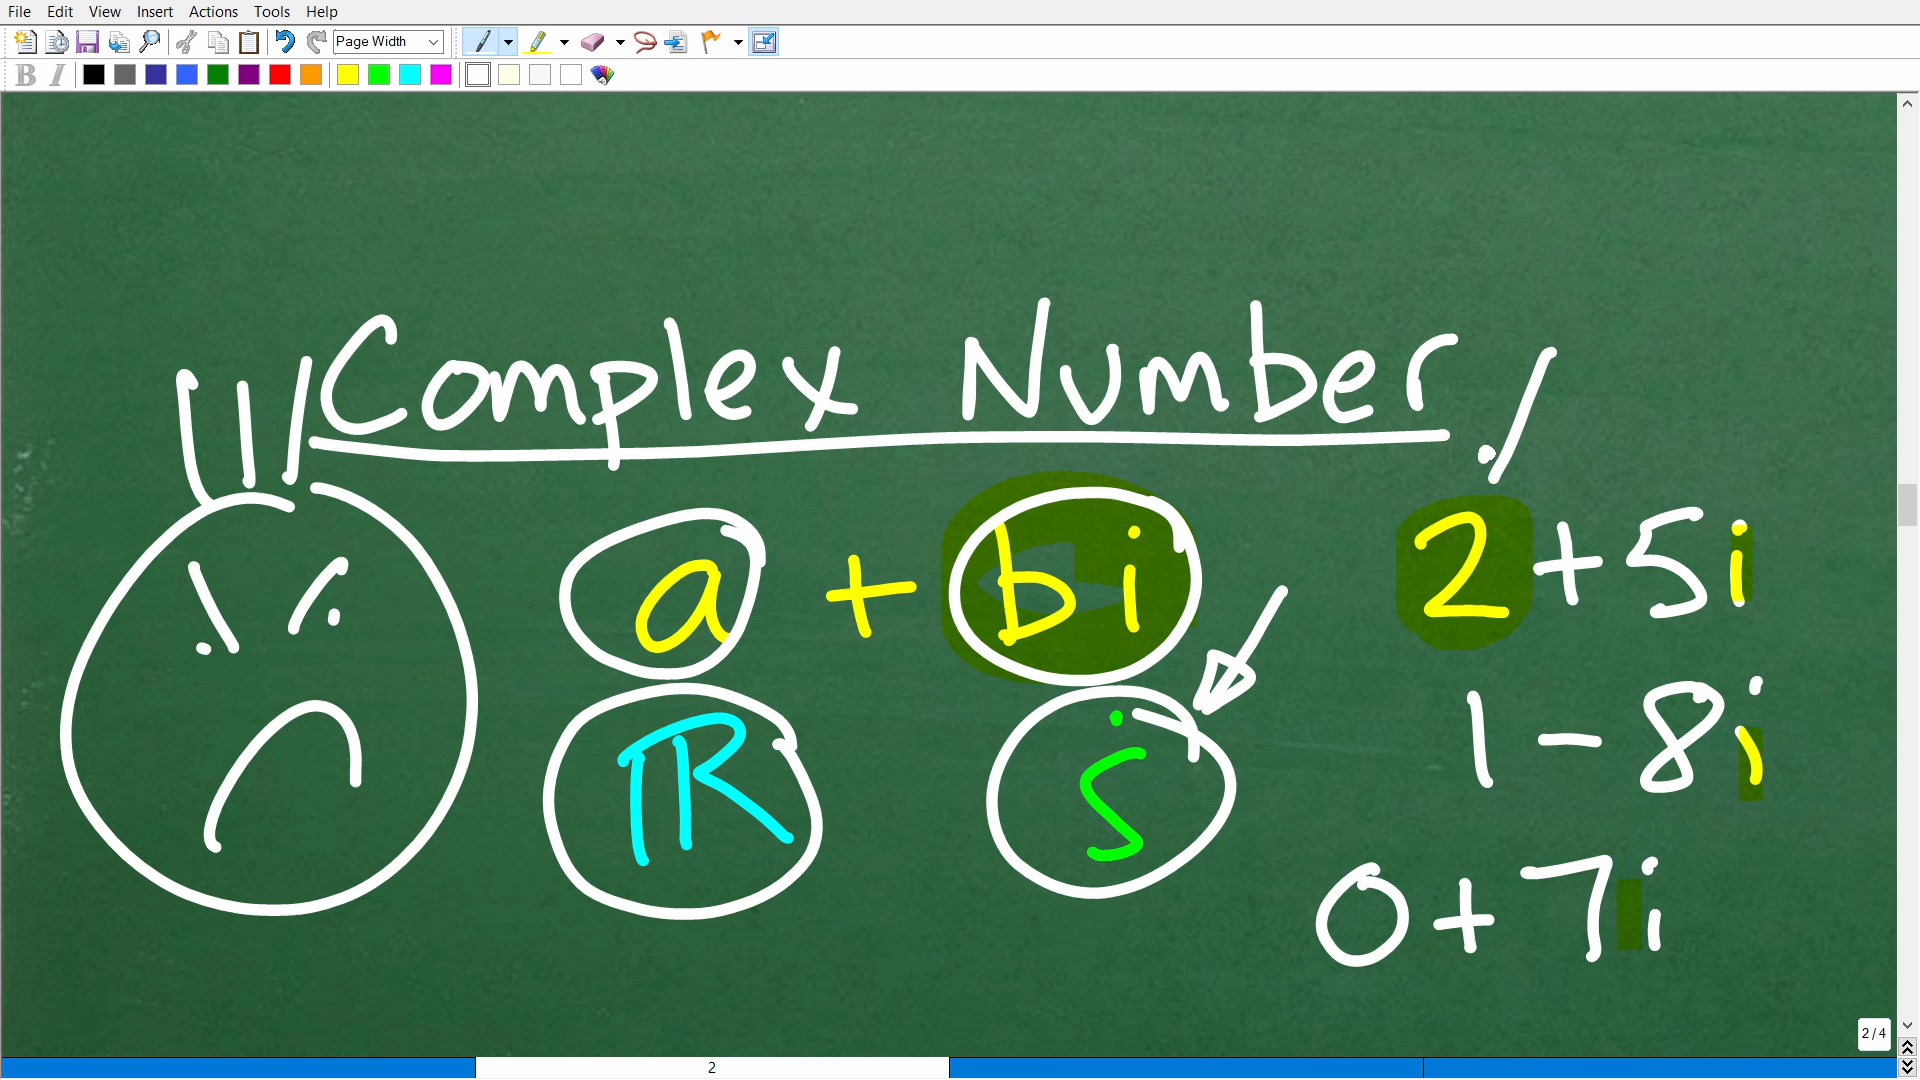 File Edit View Insert Actions Tools Help
Page Width
B I
Complex Number
a + bi
ℝ
2 + 5i
1 - 8i
0 + 7i
2 / 4
2